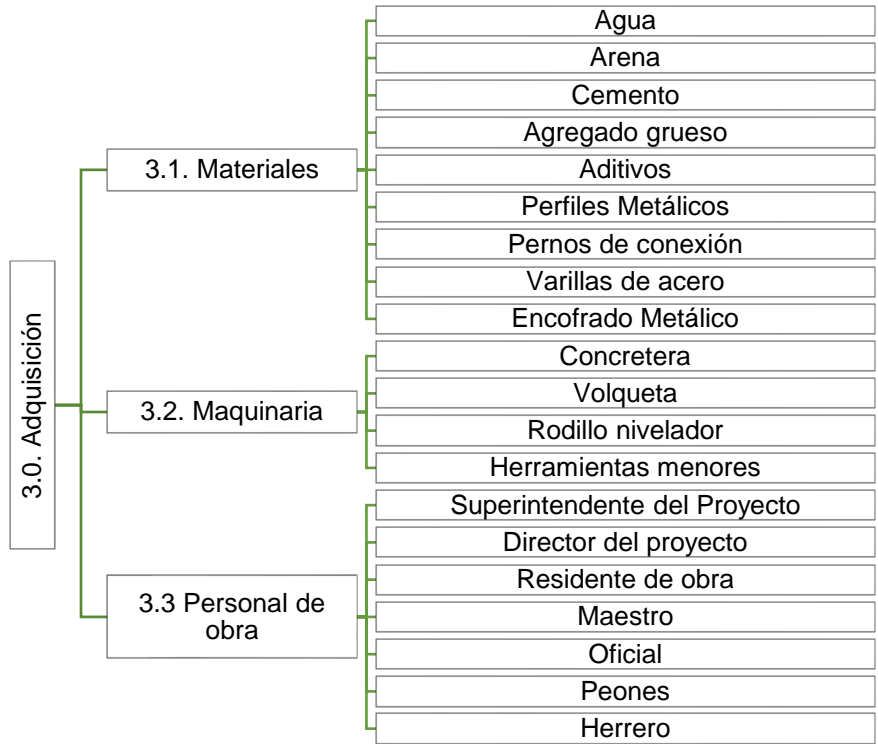 3.0. Adquisición
3.1. Materiales
Agua
Arena
Cemento
Agregado grueso
Aditivos
Perfiles Metálicos
Pernos de conexión
Varillas de acero
Encofrado Metálico
3.2. Maquinaria
Concretera
Volqueta
Rodillo nivelador
Herramientas menores
3.3 Personal de
obra
Superintendente del Proyecto
Director del proyecto
Residente de obra
Maestro
Oficial
Peones
Herrero